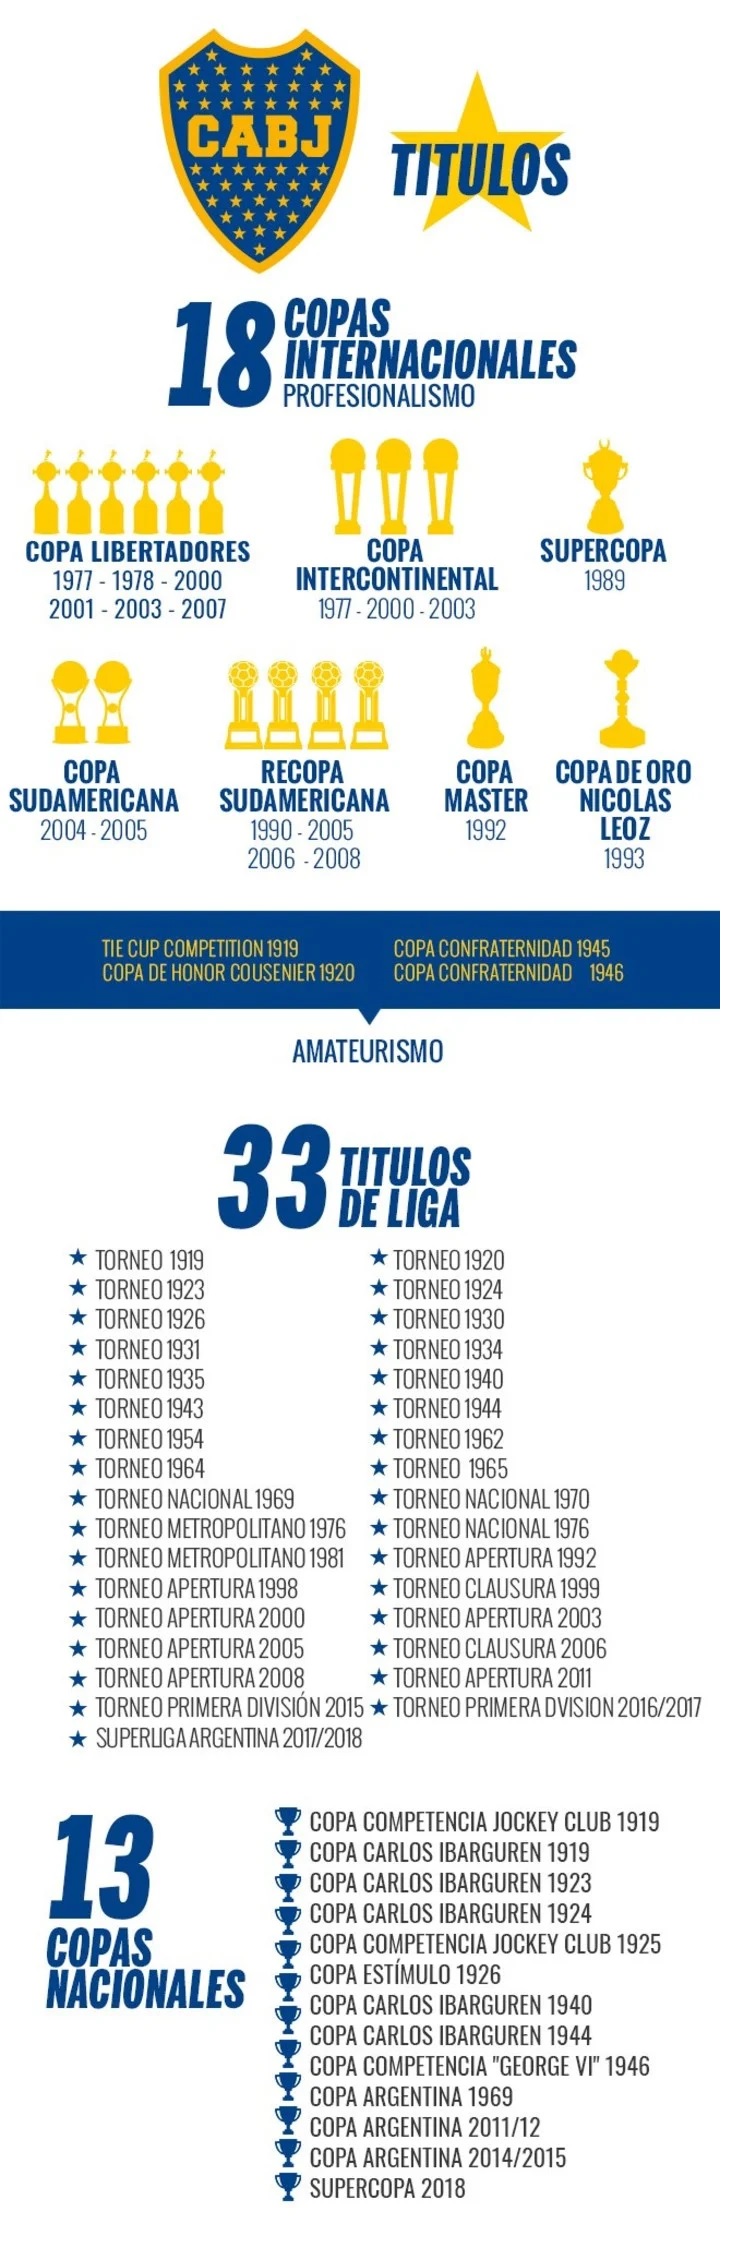 CABJ
TITULOS
18 COPAS
INTERNACIONALES
PROFESIONALISMO
COPA LIBERTADORES
1977 - 1978 - 2000
2001 - 2003 - 2007
COPA
INTERCONTINENTAL
1977 - 2000 - 2003
SUPERCOPA
1989
COPA
SUDAMERICANA
2004 - 2005
RECOPA
SUDAMERICANA
1990 - 2005
2006 - 2008
COPA
MASTER
1992
COPA DE ORO
NICOLAS
LEOZ
1993
TIE CUP COMPETITION 1919
COPA DE HONOR COUSENIER 1920
COPA CONFRATERNIDAD 1945
COPA CONFRATERNIDAD 1946
AMATEURISMO
33 TITULOS
DE LIGA
★ TORNEO 1919 ★ TORNEO 1920
★ TORNEO 1923 ★ TORNEO 1924
★ TORNEO 1926 ★ TORNEO 1930
★ TORNEO 1931 ★ TORNEO 1934
★ TORNEO 1935 ★ TORNEO 1940
★ TORNEO 1943 ★ TORNEO 1944
★ TORNEO 1954 ★ TORNEO 1962
★ TORNEO 1964 ★ TORNEO 1965
★ TORNEO NACIONAL 1969 ★ TORNEO NACIONAL 1970
★ TORNEO METROPOLITANO 1976 ★ TORNEO NACIONAL 1976
★ TORNEO METROPOLITANO 1981 ★ TORNEO APERTURA 1992
★ TORNEO APERTURA 1998 ★ TORNEO CLAUSURA 1999
★ TORNEO APERTURA 2000 ★ TORNEO APERTURA 2003
★ TORNEO APERTURA 2005 ★ TORNEO CLAUSURA 2006
★ TORNEO APERTURA 2008 ★ TORNEO APERTURA 2011
★ TORNEO PRIMERA DIVISIÓN 2015 ★ TORNEO PRIMERA DVISION 2016/2017
★ SUPERLIGA ARGENTINA 2017/2018
13
COPAS
NACIONALES
COPA COMPETENCIA JOCKEY CLUB 1919
COPA CARLOS IBARGUREN 1919
COPA CARLOS IBARGUREN 1923
COPA CARLOS IBARGUREN 1924
COPA COMPETENCIA JOCKEY CLUB 1925
COPA ESTÍMULO 1926
COPA CARLOS IBARGUREN 1940
COPA CARLOS IBARGUREN 1944
COPA COMPETENCIA "GEORGE VI" 1946
COPA ARGENTINA 1969
COPA ARGENTINA 2011/12
COPA ARGENTINA 2014/2015
SUPERCOPA 2018